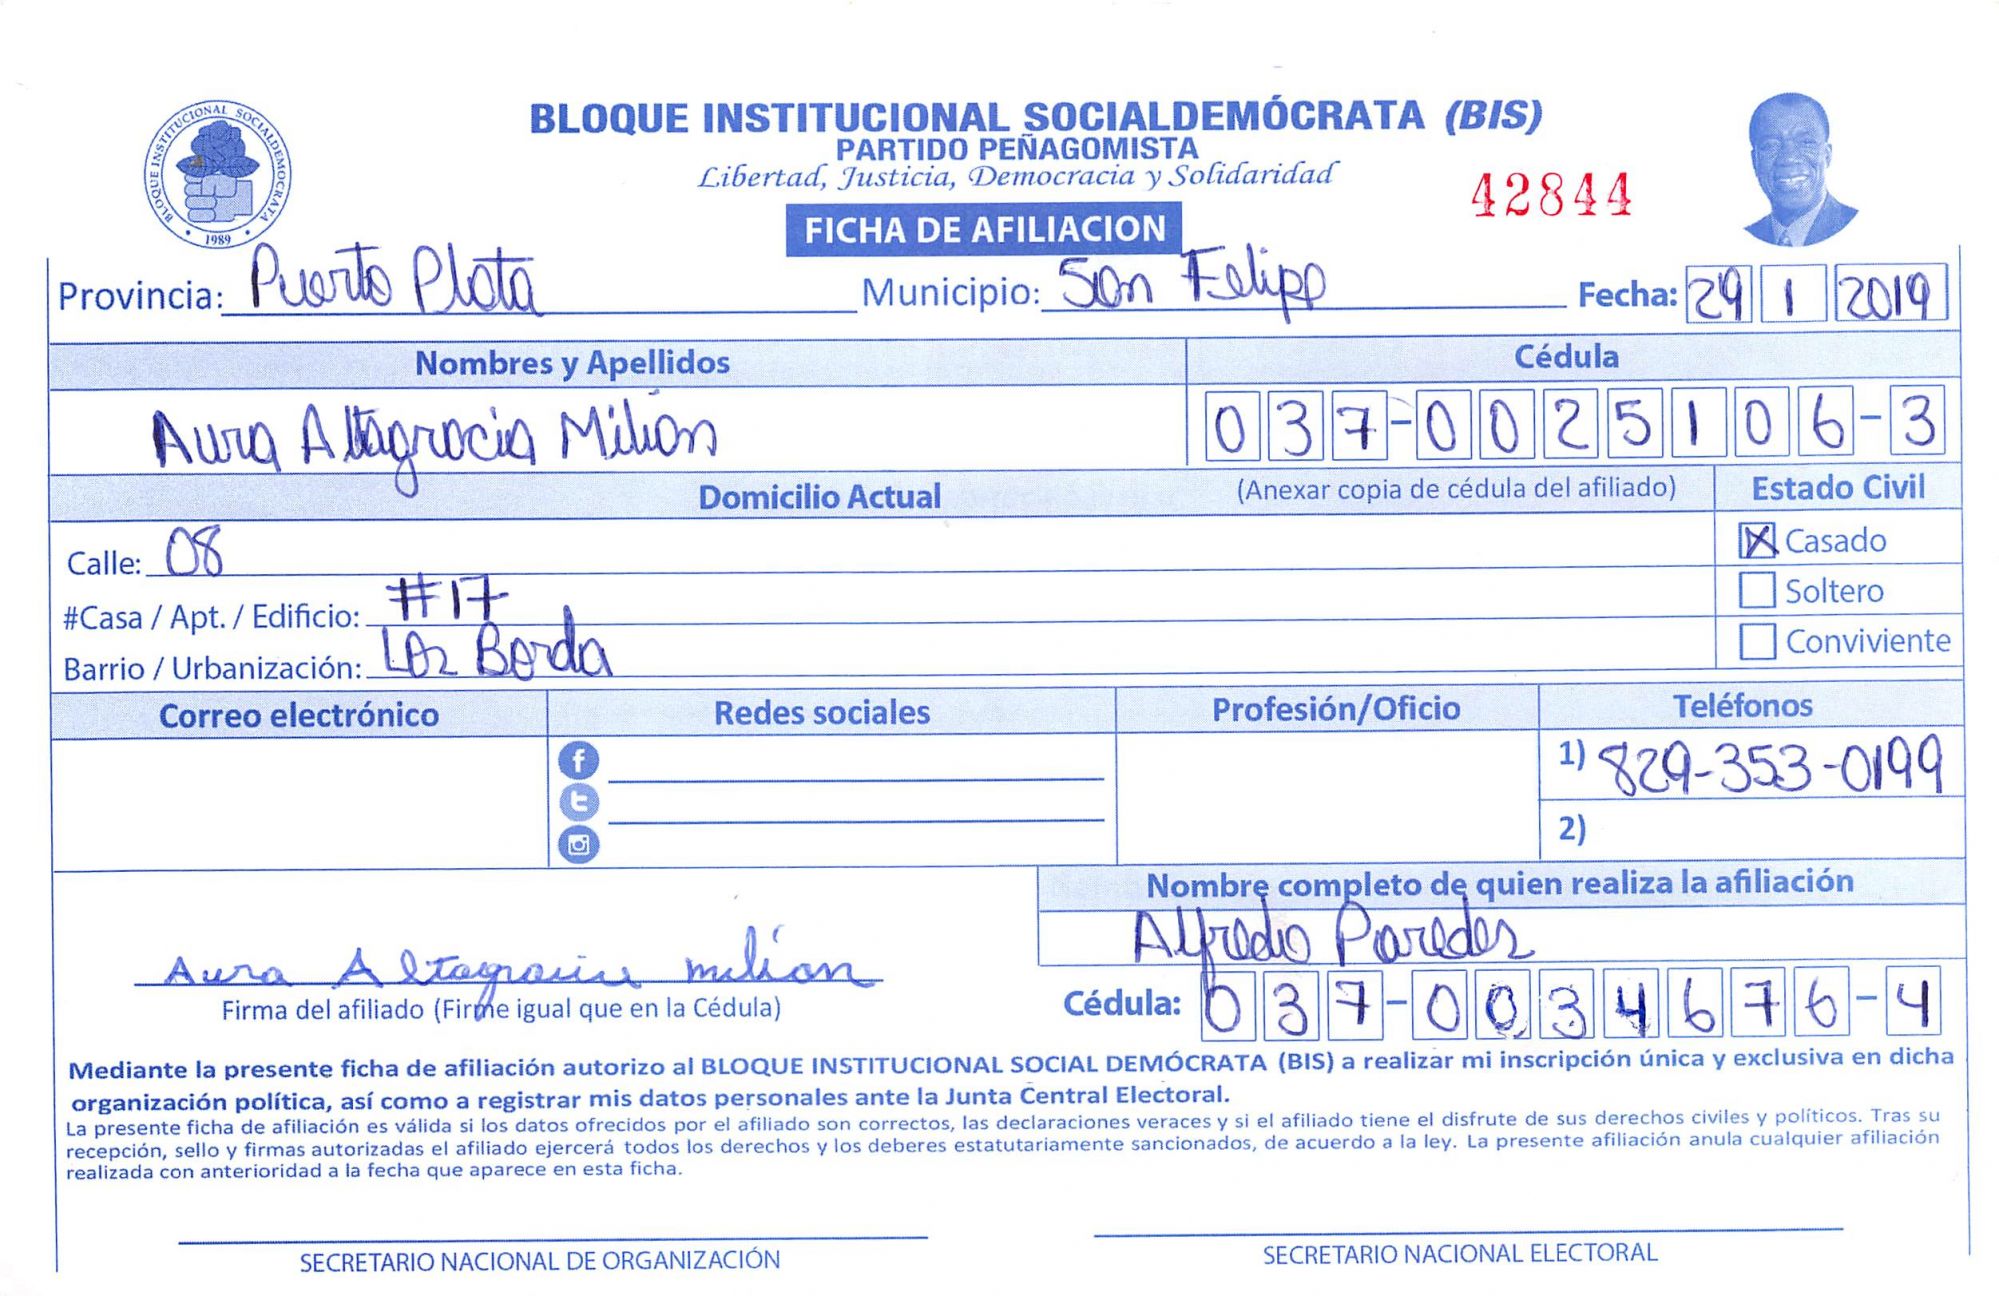 BLOQUE INSTITUCIONAL SOCIALDEMÓCRATA (BIS)
PARTIDO PEÑAGOMISTA
Libertad, Justicia, Democracia y Solidaridad
BLOQUE INSTITUCIONAL SOCIALDEMOCRATA
1989
42844
FICHA DE AFILIACION
Provincia: Puerto Plata Municipio: San Felipp Fecha: 29 1 2019
Nombres y Apellidos Cédula
Aura Altagracia Milión 037-0025106-3
Domicilio Actual (Anexar copia de cédula del afiliado) Estado Civil
Calle: 08 X Casado
#Casa / Apt. / Edificio: #17 Soltero
Barrio / Urbanización: Borda Conviviente
Correo electrónico Redes sociales Profesión/Oficio Teléfonos
1) 829-353-0199
2)
Nombre completo de quien realiza la afiliación
Alfredo Paredes
Aura Altagracia milian
Firma del afiliado (Firme igual que en la Cédula) Cédula: 037-0034676-4
Mediante la presente ficha de afiliación autorizo al BLOQUE INSTITUCIONAL SOCIAL DEMÓCRATA (BIS) a realizar mi inscripción única y exclusiva en dicha
organización política, así como a registrar mis datos personales ante la Junta Central Electoral.
La presente ficha de afiliación es válida si los datos ofrecidos por el afiliado son correctos, las declaraciones veraces y si el afiliado tiene el disfrute de sus derechos civiles y políticos. Tras su
recepción, sello y firmas autorizadas el afiliado ejercerá todos los derechos y los deberes estatutariamente sancionados, de acuerdo a la ley. La presente afiliación anula cualquier afiliación
realizada con anterioridad a la fecha que aparece en esta ficha.
SECRETARIO NACIONAL DE ORGANIZACIÓN SECRETARIO NACIONAL ELECTORAL